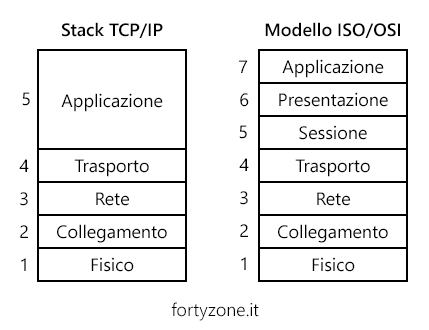 Stack TCP/IP
Modello ISO/OSI
7 Applicazione
5 Applicazione
6 Presentazione
5 Sessione
4 Trasporto
4 Trasporto
3 Rete
3 Rete
2 Collegamento
2 Collegamento
1 Fisico
1 Fisico
fortyzone.it